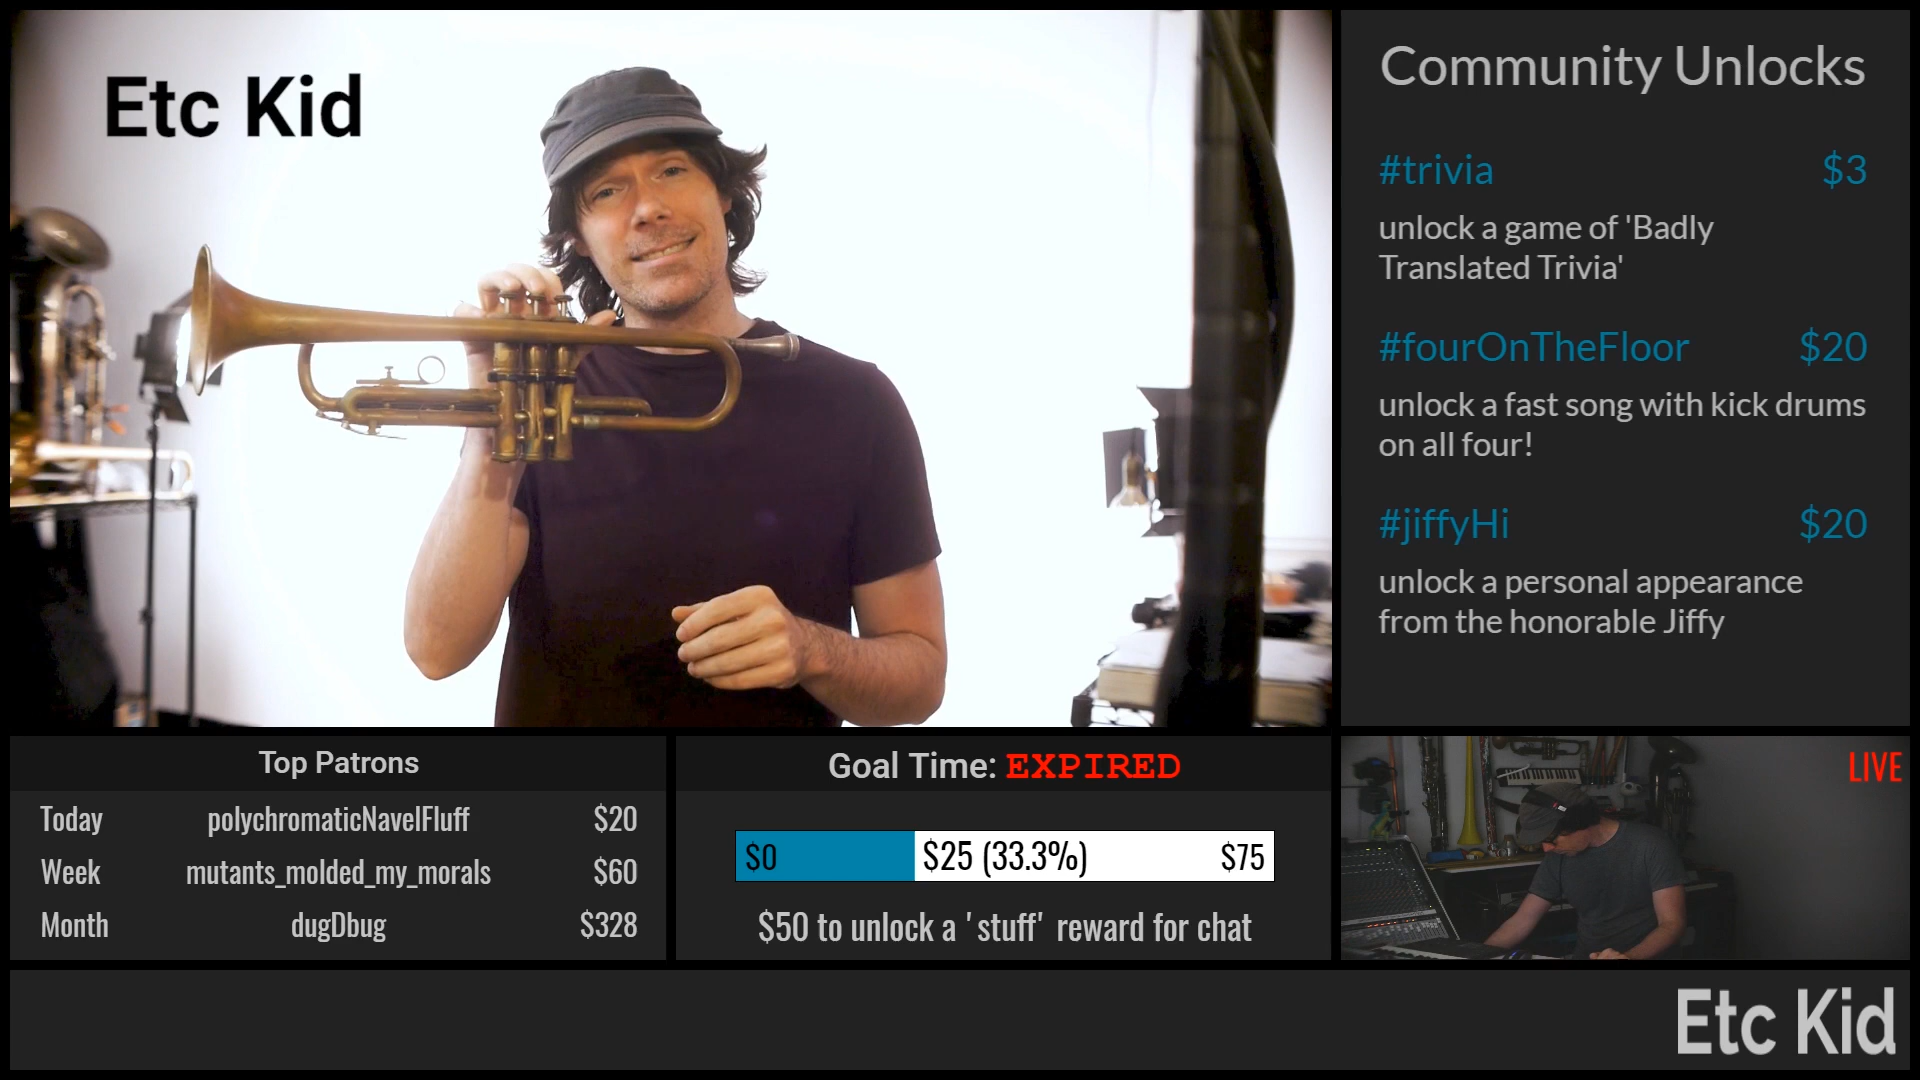 Etc Kid
Community Unlocks
#trivia $3
unlock a game of 'Badly
Translated Trivia'
#fourOnTheFloor $20
unlock a fast song with kick drums
on all four!
#jiffyHi $20
unlock a personal appearance
from the honorable Jiffy
Top Patrons
Today polychromaticNavelFluff $20
Week mutants_molded_my_morals $60
Month dugDbug $328
Goal Time: EXPIRED
$0 $25 (33.3%) $75
$50 to unlock a 'stuff' reward for chat
LIVE
Etc Kid